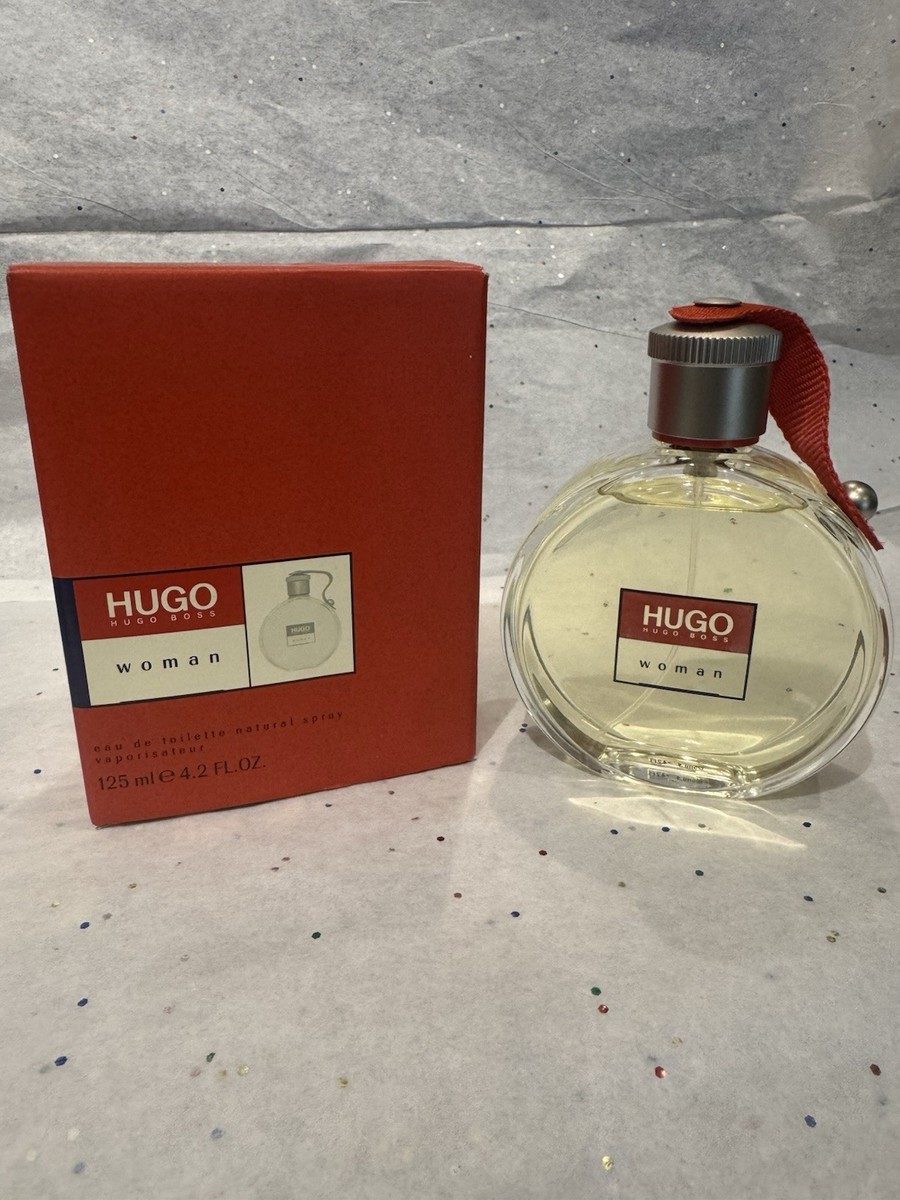 HUGO
HUGO BOSS
woman
HUGO
eau de toilette natural spray
vaporisateur
125 ml e 4.2 FL.OZ.
HUGO
HUGO BOSS
woman